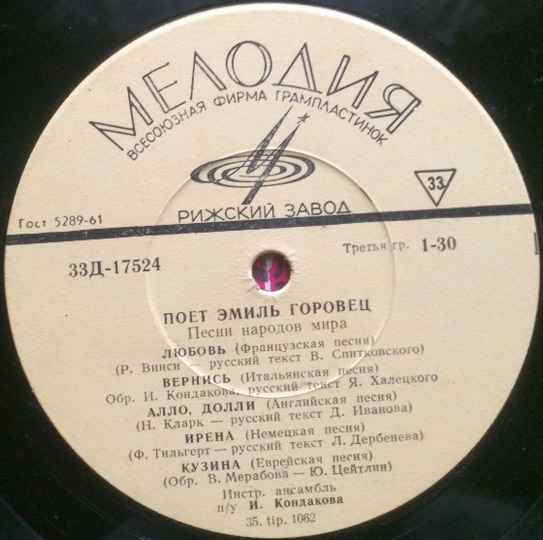 МЕЛОДИЯ
ВСЕСОЮЗНАЯ ФИРМА ГРАМПЛАСТИНОК
33
РИЖСКИЙ ЗАВОД
Гост 5289-61
Третья гр. 1-30
33Д-17524
ПОЕТ ЭМИЛЬ ГОРОВЕЦ
Песни народов мира
ЛЮБОВЬ (Французская песня)
(Р. Винси — русский текст В. Спитковского)
ВЕРНИСЬ (Итальянская песня)
Обр. И. Кондакова, русский текст Я. Халецкого
АЛЛО, ДОЛЛИ (Английская песня)
(Н. Кларк — русский текст Д. Иванова)
ИРЕНА (Немецкая песня)
(Ф. Тильгерт — русский текст Л. Дербенева)
КУЗИНА (Еврейская песня)
(Обр. В. Мерабова — Ю. Цейтлин)
Инстр. ансамбль
п/у И. Кондакова
35. tip. 1062